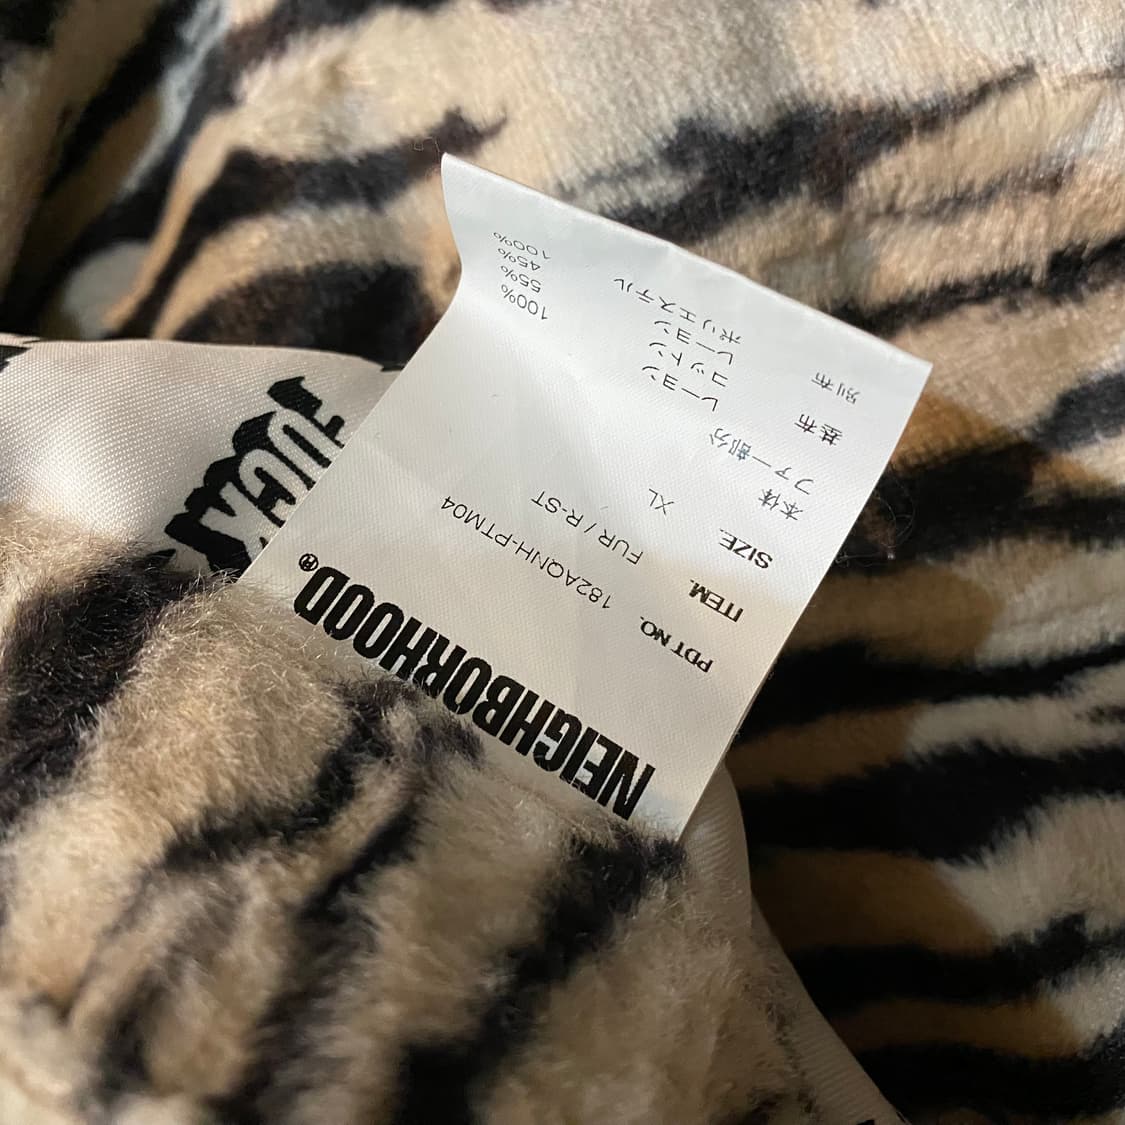 NEIGHBORHOOD.®
PDT NO. 182AQNH-PTM04
ITEM. FUR / R-ST
SIZE. XL
本体
ファー部分 レーヨン 100%
基布 コットン 55%
レーヨン 45%
別布 ポリエステル 100%